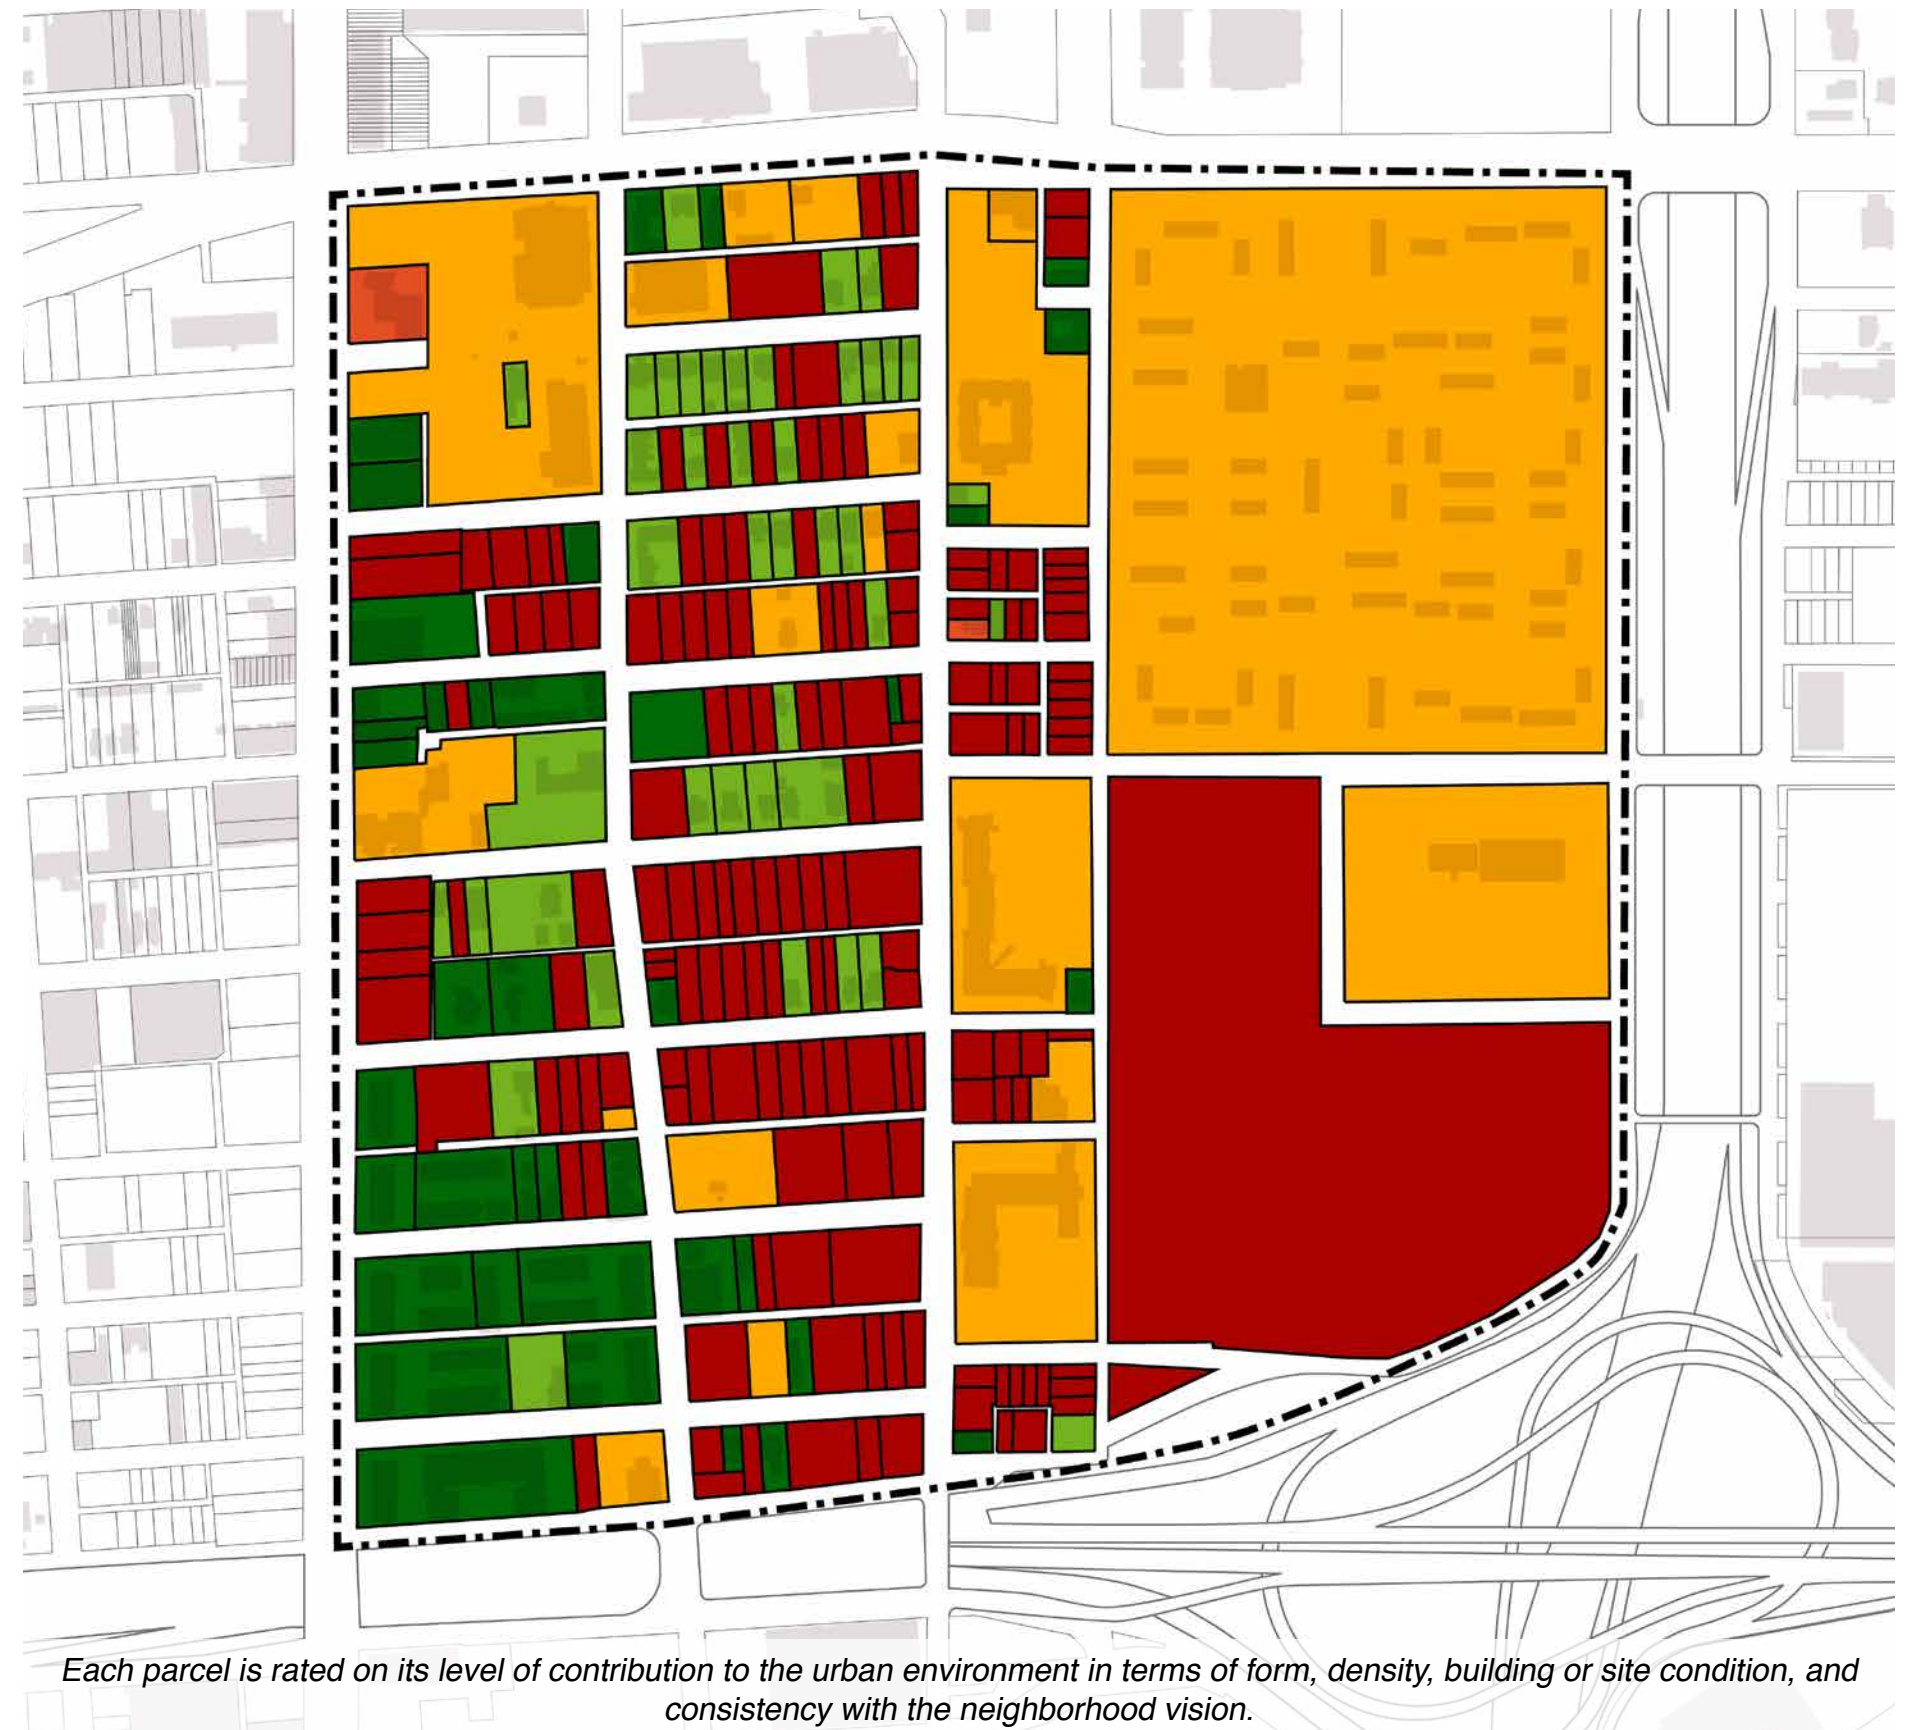 Each parcel is rated on its level of contribution to the urban environment in terms of form, density, building or site condition, and
consistency with the neighborhood vision.